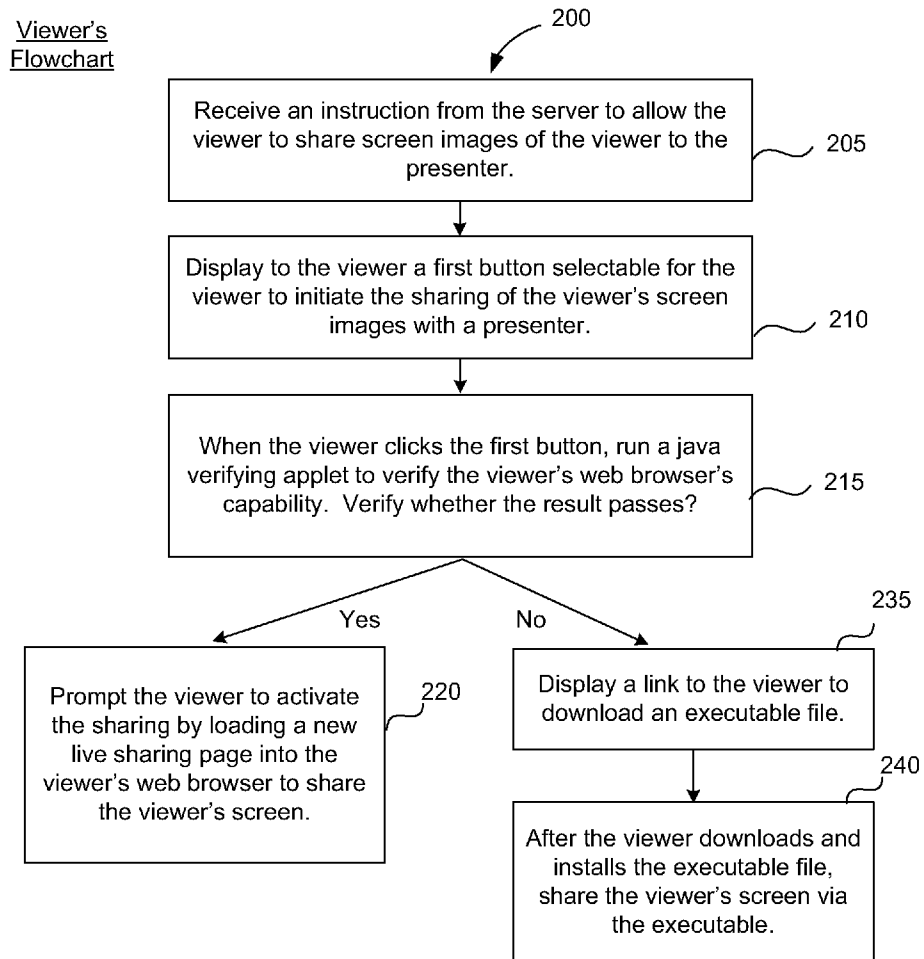 Viewer's
Flowchart
200
Receive an instruction from the server to allow the
viewer to share screen images of the viewer to the
presenter.
205
Display to the viewer a first button selectable for the
viewer to initiate the sharing of the viewer's screen
images with a presenter.
210
When the viewer clicks the first button, run a java
verifying applet to verify the viewer's web browser's
capability. Verify whether the result passes?
215
Yes
No
Prompt the viewer to activate
the sharing by loading a new
live sharing page into the
viewer's web browser to share
the viewer's screen.
220
235
Display a link to the viewer to
download an executable file.
240
After the viewer downloads and
installs the executable file,
share the viewer's screen via
the executable.